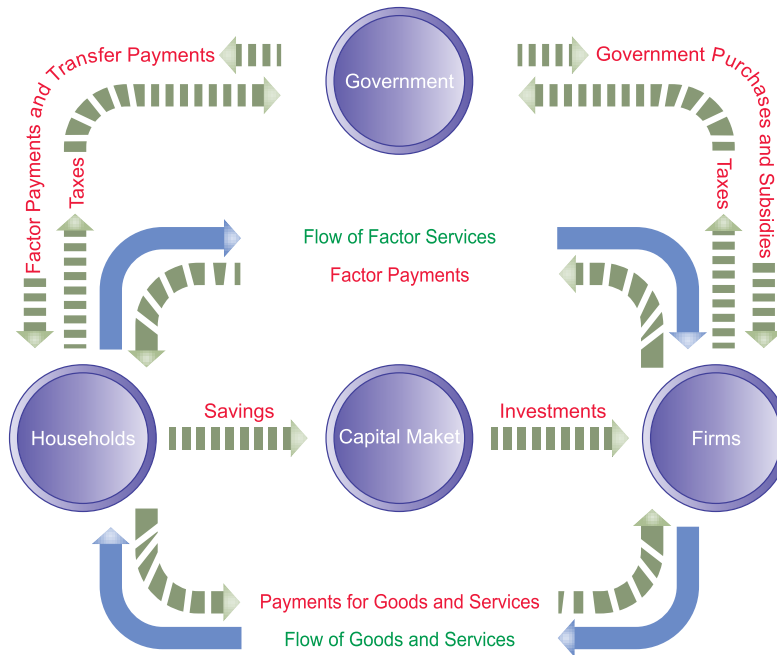 Factor Payments and Transfer Payments
Government
Government Purchases and Subsidies
Taxes
Taxes
Flow of Factor Services
Factor Payments
Savings
Investments
Households
Capital Maket
Firms
Payments for Goods and Services
Flow of Goods and Services